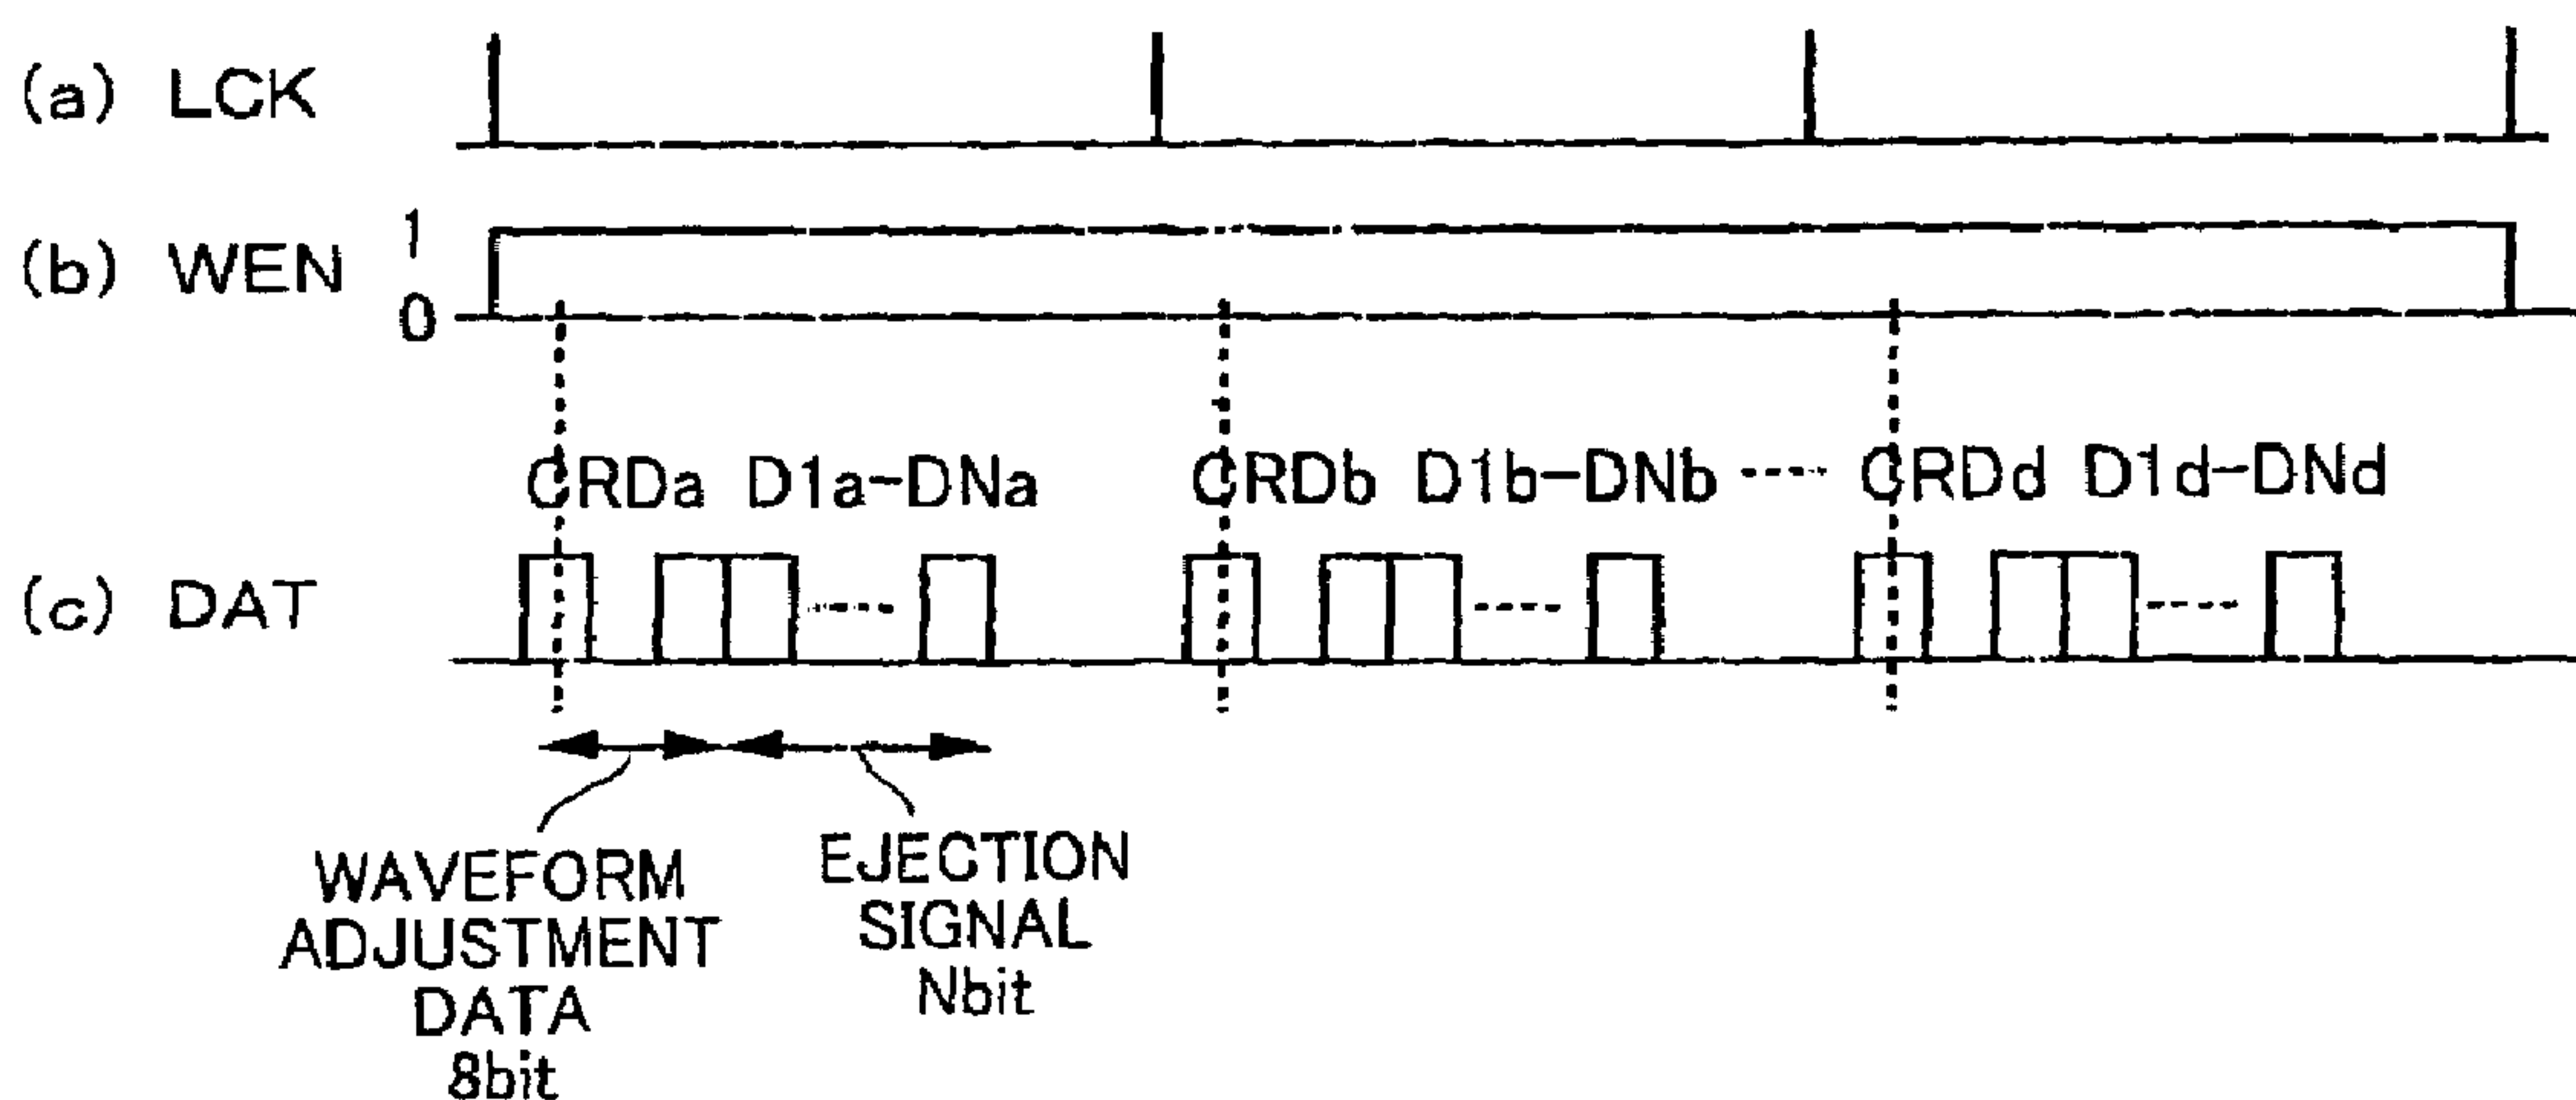 (a) LCK
(b) WEN
1
0
CRDa D1a-DNa CRDb D1b-DNb ---- CRDd D1d-DNd
(c) DAT
WAVEFORM
ADJUSTMENT
DATA
8bit
EJECTION
SIGNAL
Nbit